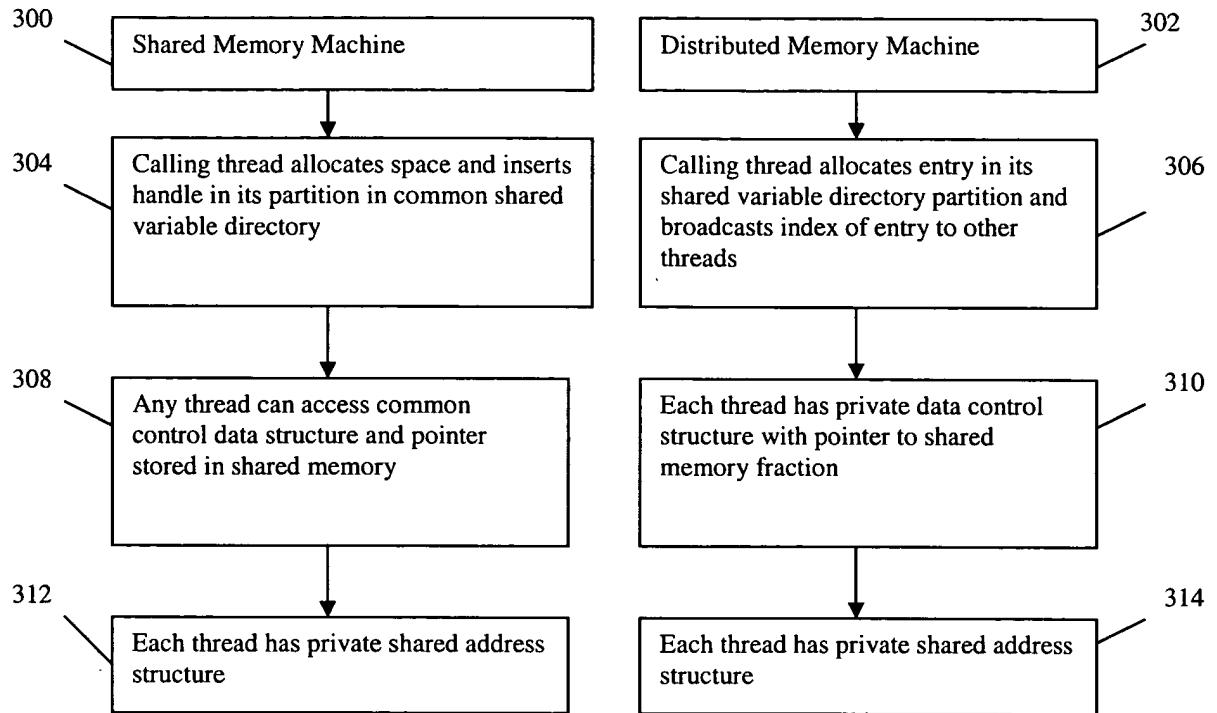 300
Shared Memory Machine
Distributed Memory Machine
302
304
Calling thread allocates space and inserts
handle in its partition in common shared
variable directory
Calling thread allocates entry in its
shared variable directory partition and
broadcasts index of entry to other
threads
306
308
Any thread can access common
control data structure and pointer
stored in shared memory
Each thread has private data control
structure with pointer to shared
memory fraction
310
312
Each thread has private shared address
structure
Each thread has private shared address
structure
314